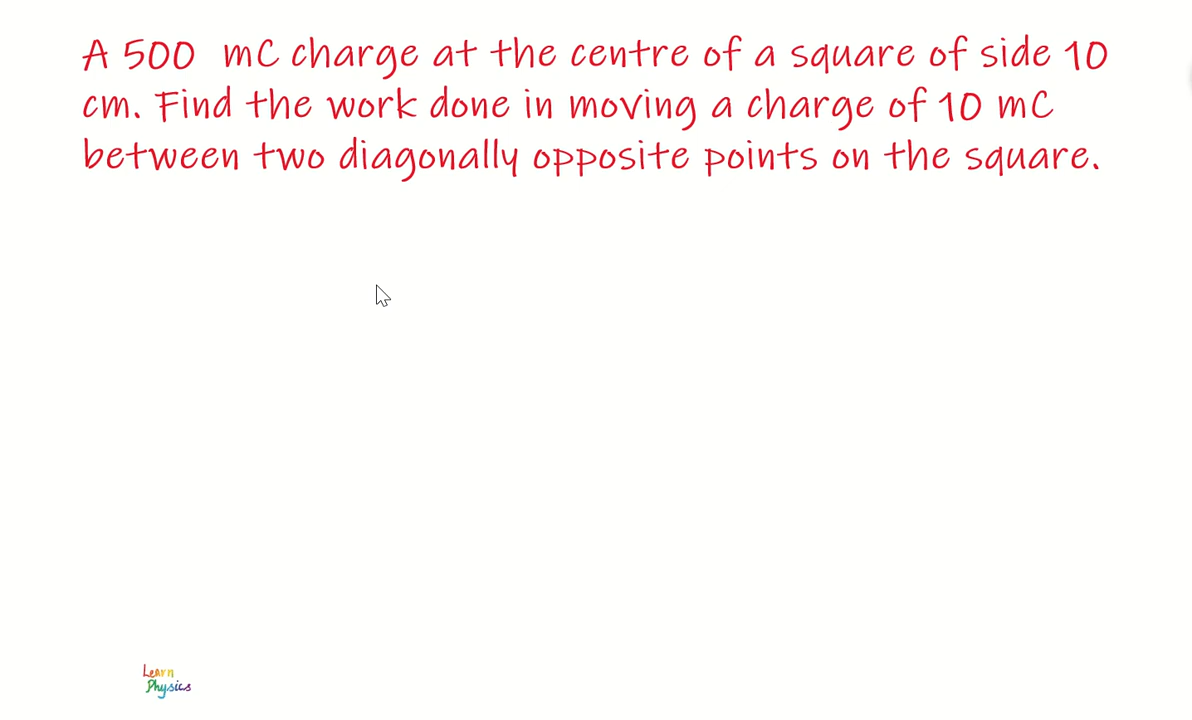 A 500 mC charge at the centre of a square of side 10
cm. Find the work done in moving a charge of 10 mC
between two diagonally opposite points on the square.
Learn
Physics